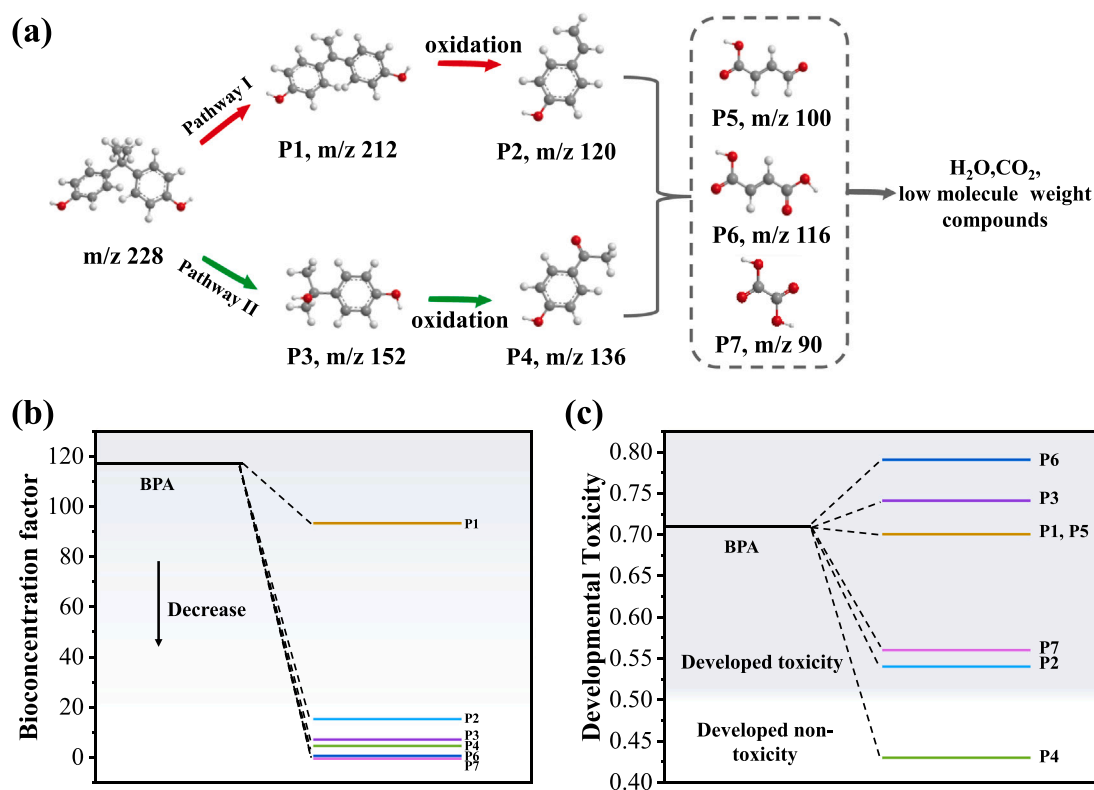 (a)
Pathway I
oxidation
P1, m/z 212
P2, m/z 120
m/z 228
Pathway II
oxidation
P3, m/z 152
P4, m/z 136
P5, m/z 100
P6, m/z 116
P7, m/z 90
H₂O,CO₂,
low molecule weight
compounds
(b)
Bioconcentration factor
120
100
80
60
40
20
0
BPA
Decrease
P1
P2
P3
P4
P6
P7
(c)
Developmental Toxicity
0.80
0.75
0.70
0.65
0.60
0.55
0.50
0.45
0.40
BPA
Developed toxicity
Developed non-
toxicity
P6
P3
P1, P5
P7
P2
P4